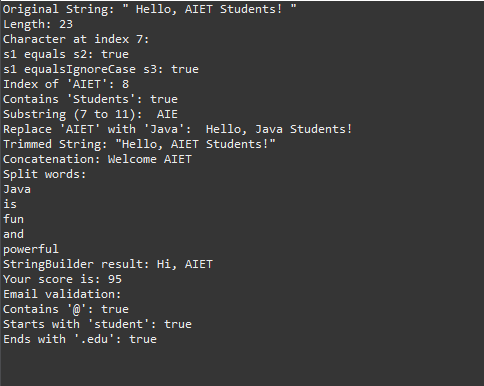 Original String: " Hello, AIET Students! "
Length: 23
Character at index 7:
s1 equals s2: true
s1 equalsIgnoreCase s3: true
Index of 'AIET': 8
Contains 'Students': true
Substring (7 to 11):  AIE
Replace 'AIET' with 'Java':  Hello, Java Students!
Trimmed String: "Hello, AIET Students!"
Concatenation: Welcome AIET
Split words:
Java
is
fun
and
powerful
StringBuilder result: Hi, AIET
Your score is: 95
Email validation:
Contains '@': true
Starts with 'student': true
Ends with '.edu': true